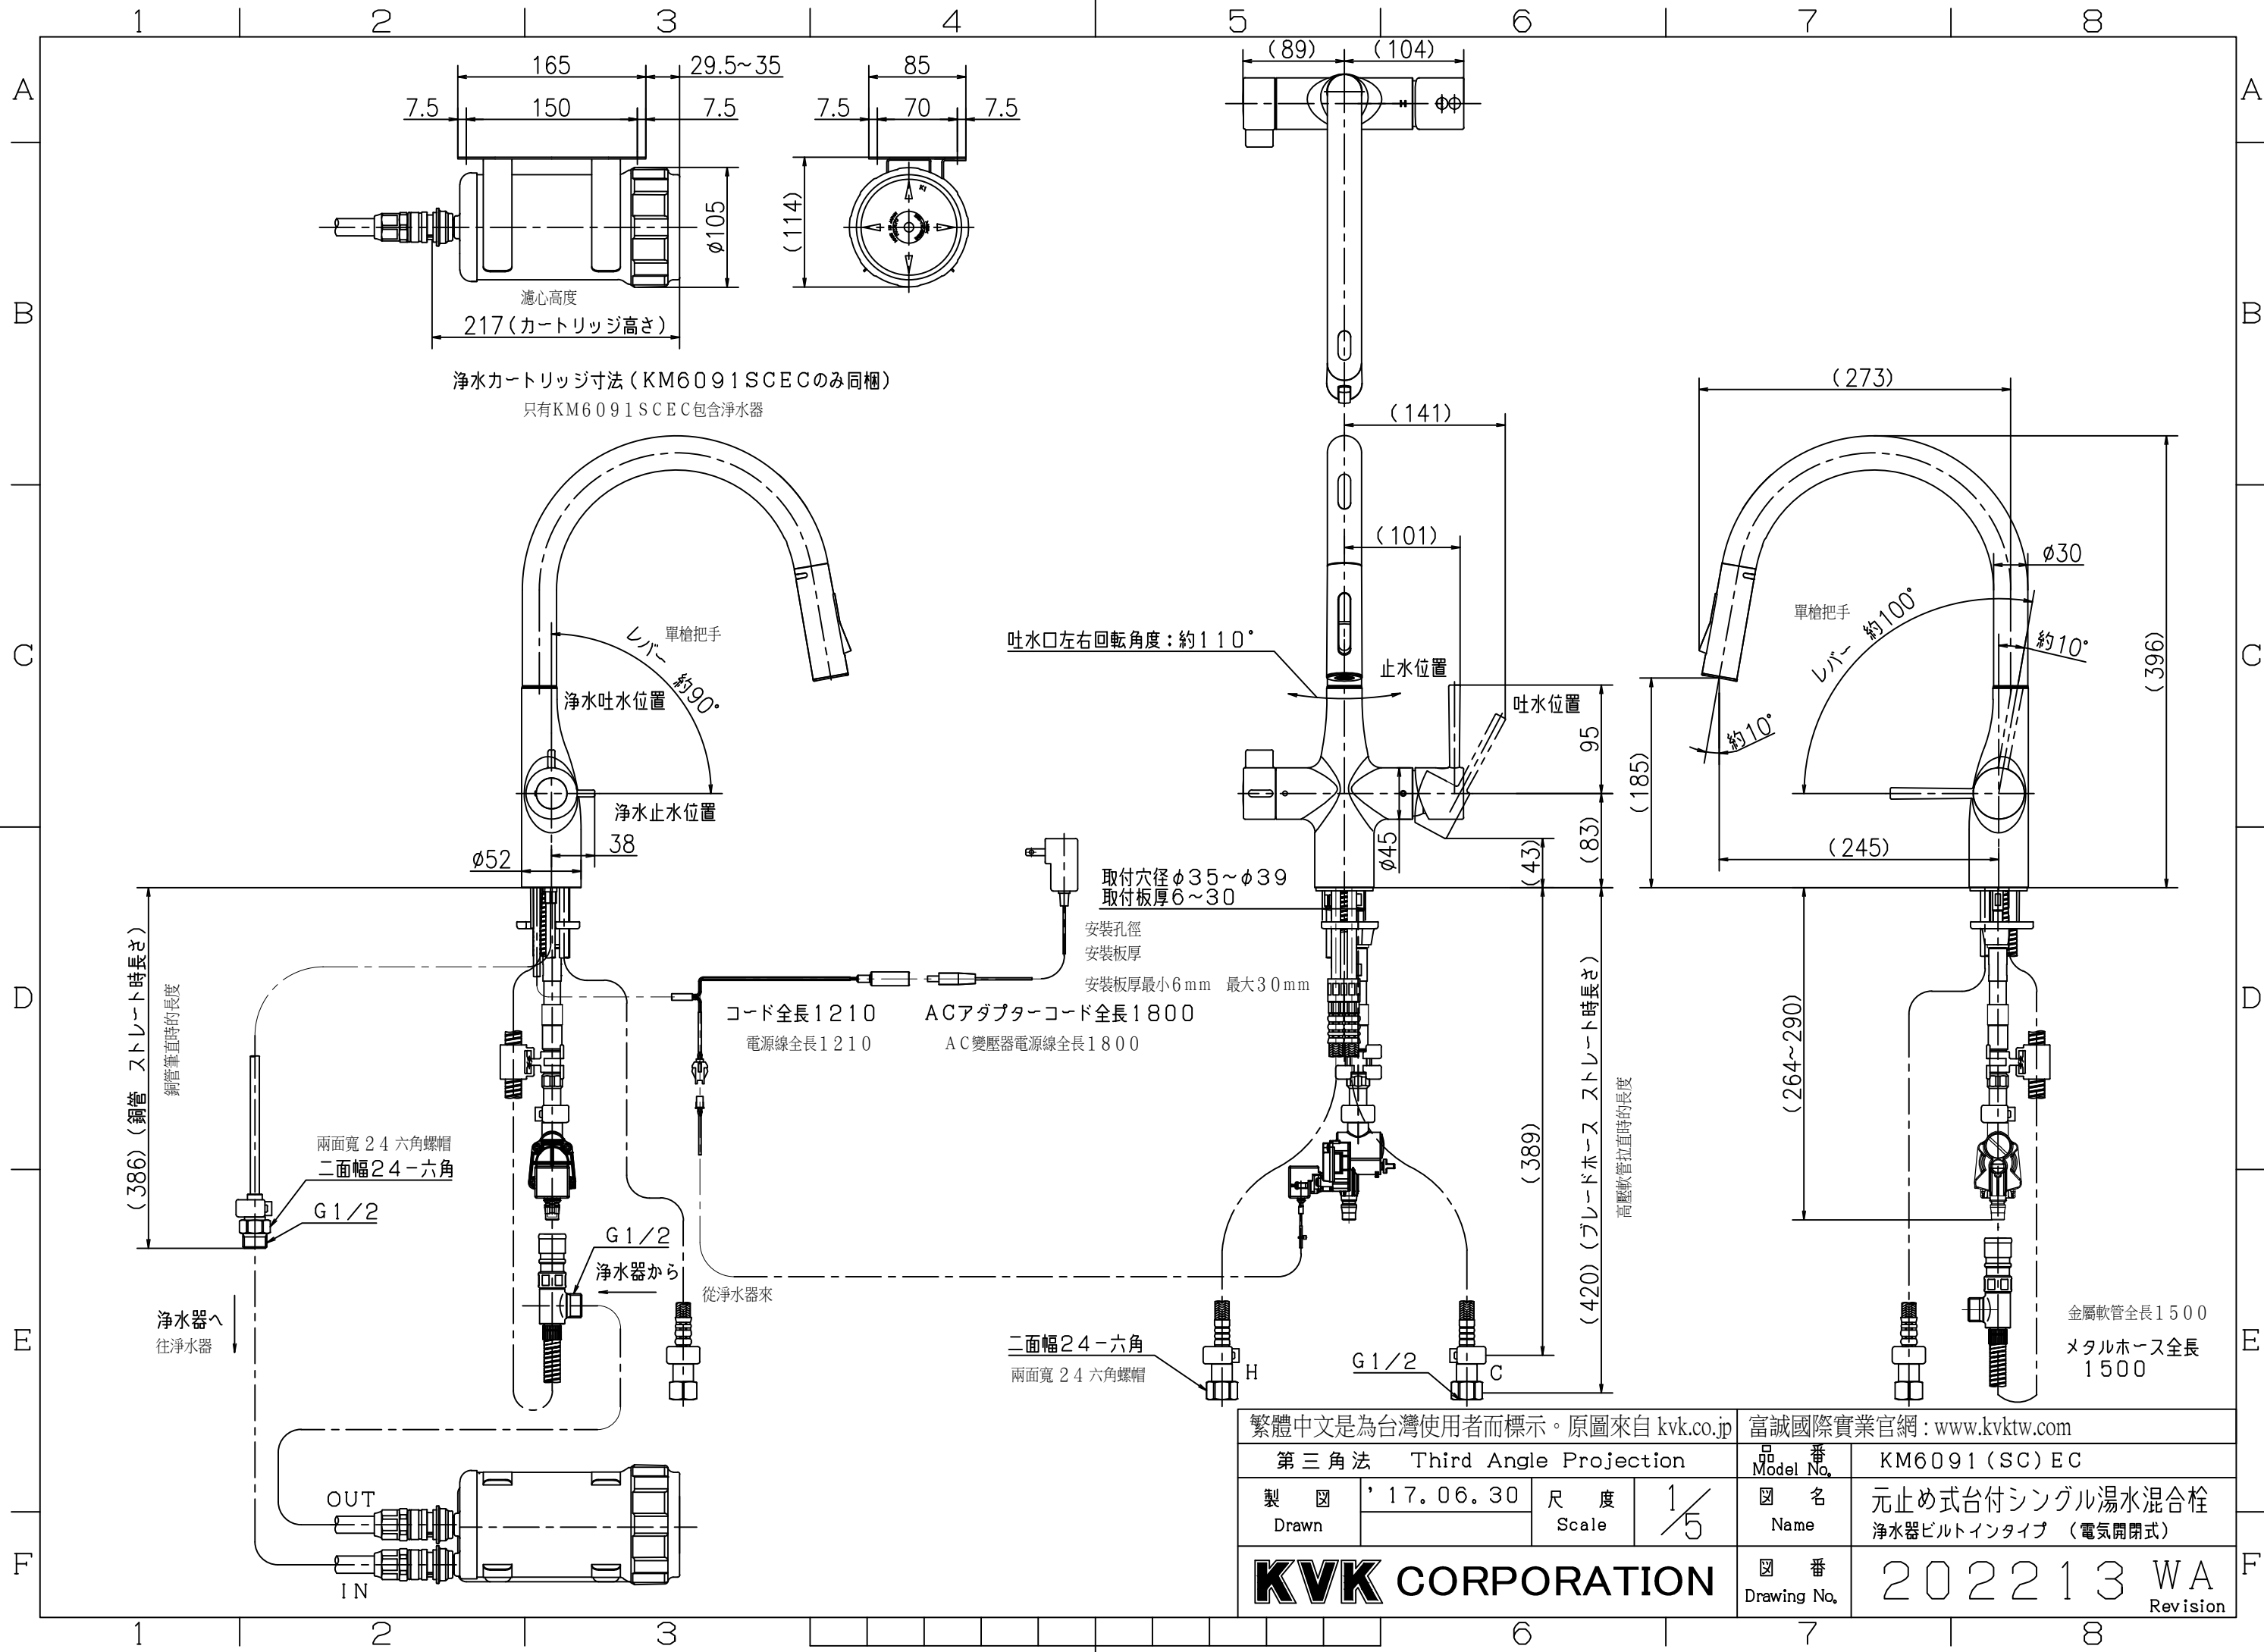 1 2 3 4 5 6 7 8
A A
B B
C C
D D
E E
F F
165
29.5~35
7.5
150
7.5
85
7.5
70
7.5
(114)
φ105
濾心高度
217(カートリッジ高さ)
浄水カートリッジ寸法(KM6091SCECのみ同梱)
只有KM6091SCEC包含淨水器
(89)
(104)
H
(141)
(101)
(273)
φ30
單槍把手
レバー 約100°
約10°
約10°
(396)
(185)
(245)
單槍把手
レバー 約90°
浄水吐水位置
浄水止水位置
φ52
38
吐水口左右回転角度:約110°
止水位置
吐水位置
95
(83)
(43)
φ45
取付穴径φ35~φ39
取付板厚6~30
安裝孔徑
安裝板厚
安裝板厚最小6mm 最大30mm
(386)(銅管 ストレート時長さ)
銅管筆直時的長度
コード全長1210
電源線全長1210
ACアダプターコード全長1800
AC變壓器電源線全長1800
兩面寬 24 六角螺帽
二面幅24-六角
G1/2
G1/2
浄水器から
從淨水器來
浄水器へ
往淨水器
(389)
(420)(ブレードホース ストレート時長さ)
高壓軟管拉直時的長度
(264~290)
二面幅24-六角
兩面寬 24 六角螺帽
H
G1/2
C
金屬軟管全長1500
メタルホース全長
1500
OUT
IN
繁體中文是為台灣使用者而標示。原圖來自 kvk.co.jp
富誠國際實業官網 : www.kvktw.com
第三角法 Third Angle Projection
品番
Model No.
KM6091(SC)EC
製図
Drawn
'17.06.30
尺度
Scale
1/5
図名
Name
元止め式台付シングル湯水混合栓
浄水器ビルトインタイプ (電気開閉式)
KVK CORPORATION
図番
Drawing No.
202213 WA
Revision
1 2 3 6 7 8